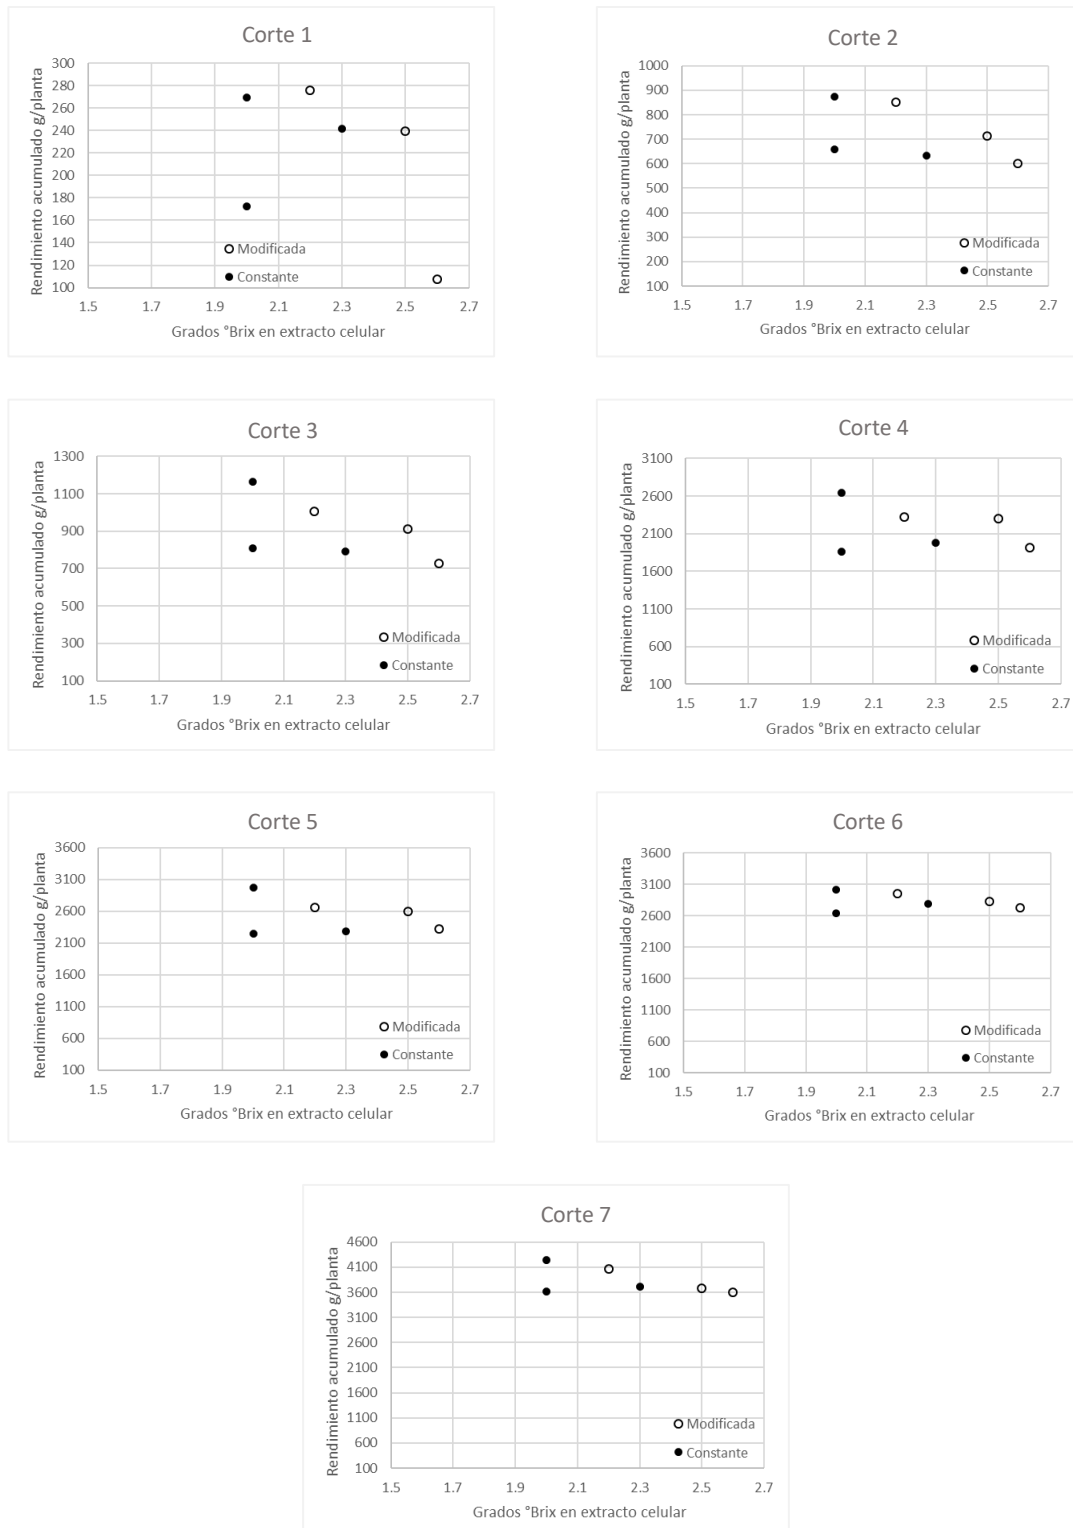 Corte 1
Rendimiento acumulado g/planta
300
280
260
240
220
200
180
160
140
120
100
Modificada
Constante
1.5 1.7 1.9 2.1 2.3 2.5 2.7
Grados °Brix en extracto celular
Corte 2
Rendimiento acumulado g/planta
1000
900
800
700
600
500
400
300
200
100
Modificada
Constante
1.5 1.7 1.9 2.1 2.3 2.5 2.7
Grados °Brix en extracto celular
Corte 3
Rendimiento acumulado g/planta
1300
1100
900
700
500
300
100
Modificada
Constante
1.5 1.7 1.9 2.1 2.3 2.5 2.7
Grados °Brix en extracto celular
Corte 4
Rendimiento acumulado g/planta
3100
2600
2100
1600
1100
600
100
Modificada
Constante
1.5 1.7 1.9 2.1 2.3 2.5 2.7
Grados °Brix en extracto celular
Corte 5
Rendimiento acumulado g/planta
3600
3100
2600
2100
1600
1100
600
100
Modificada
Constante
1.5 1.7 1.9 2.1 2.3 2.5 2.7
Grados °Brix en extracto celular
Corte 6
Rendimiento acumulado g/planta
3600
3100
2600
2100
1600
1100
600
100
Modificada
Constante
1.5 1.7 1.9 2.1 2.3 2.5 2.7
Grados °Brix en extracto celular
Corte 7
Rendimiento acumulado g/planta
4600
4100
3600
3100
2600
2100
1600
1100
600
100
Modificada
Constante
1.5 1.7 1.9 2.1 2.3 2.5 2.7
Grados °Brix en extracto celular